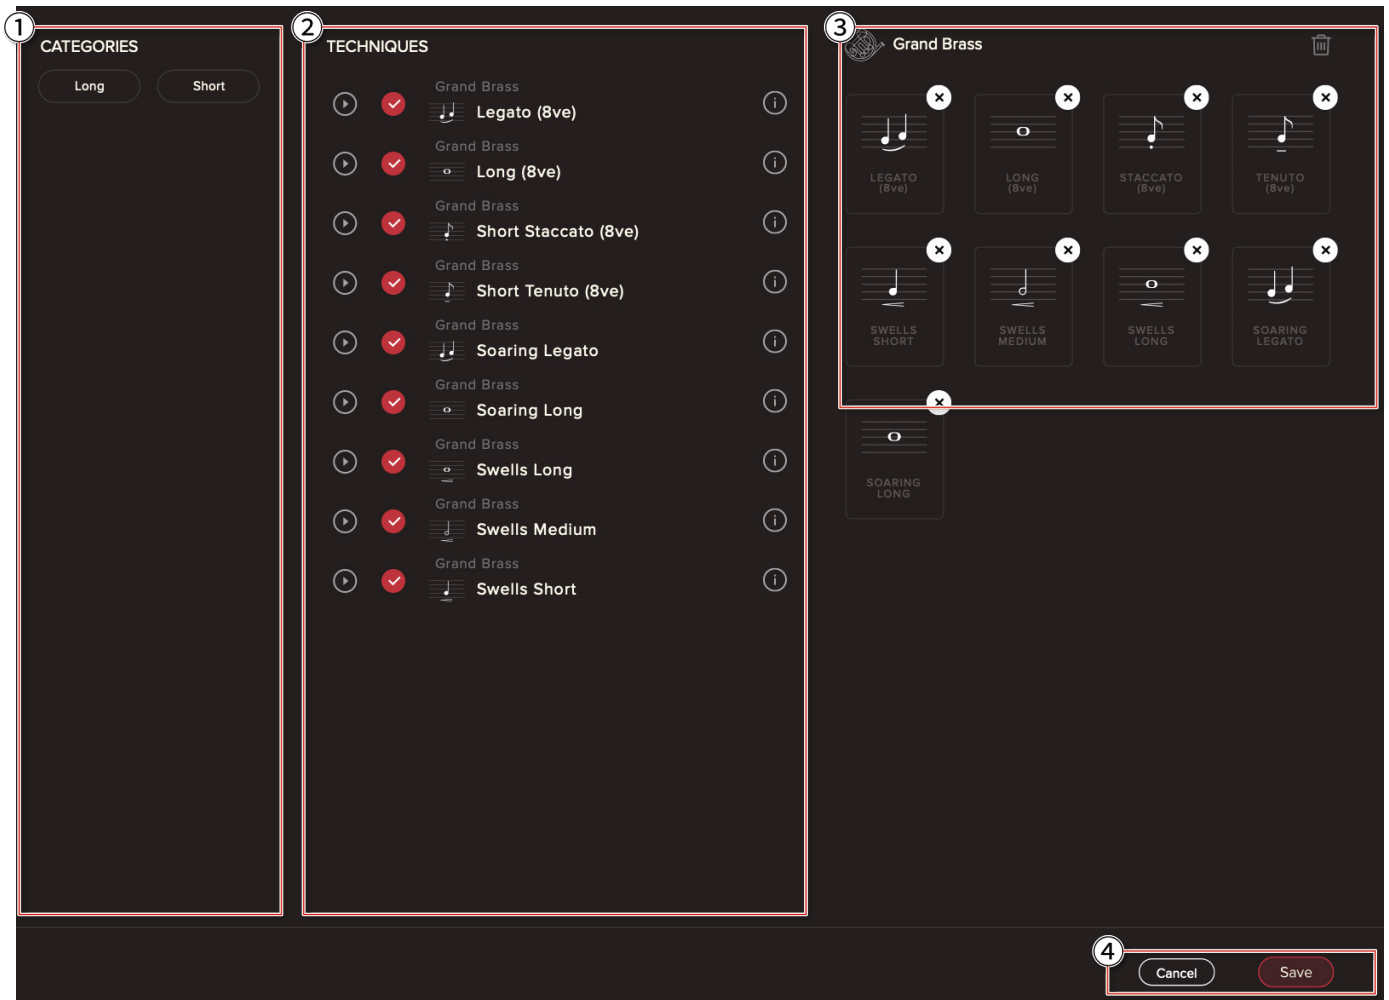 1
CATEGORIES
Long
Short
2
TECHNIQUES
Grand Brass
Legato (8ve)
Grand Brass
Long (8ve)
Grand Brass
Short Staccato (8ve)
Grand Brass
Short Tenuto (8ve)
Grand Brass
Soaring Legato
Grand Brass
Soaring Long
Grand Brass
Swells Long
Grand Brass
Swells Medium
Grand Brass
Swells Short
3
Grand Brass
LEGATO
(8ve)
LONG
(8ve)
STACCATO
(8ve)
TENUTO
(8ve)
SWELLS
SHORT
SWELLS
MEDIUM
SWELLS
LONG
SOARING
LEGATO
SOARING
LONG
4
Cancel
Save